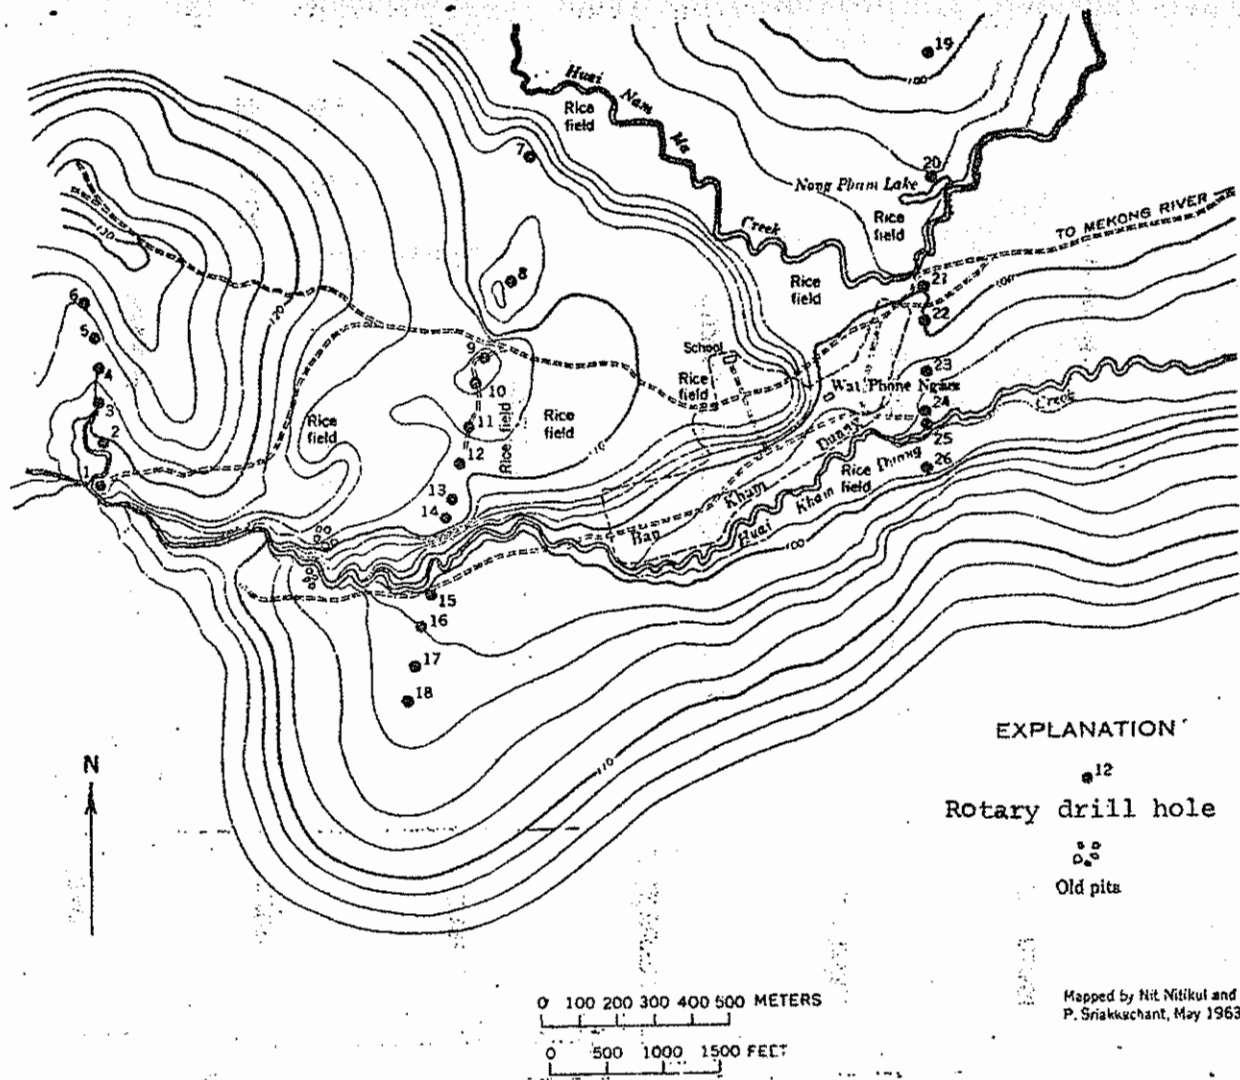 19
100
Huai Nam Ma Creek
Rice
field
7
20
Nong Pham Lake
Rice
field
TO MEKONG RIVER
130
8
Rice
field
21
100
6
120
22
5
9
School
23
4
10
Rice
field
Wat Phone Ngam
3
24
Creek
2
11
Rice field
Rice
field
Rice
field
110
Duang
25
12
Rice
field
Duang
26
1
13
Kham
Kham
14
Ban
Huai
100
15
16
17
18
110
EXPLANATION
N
12
Rotary drill hole
Old pits
0 100 200 300 400 500 METERS
Mapped by Nit Nitikul and
May 1963
0 500 1000 1500 FEET